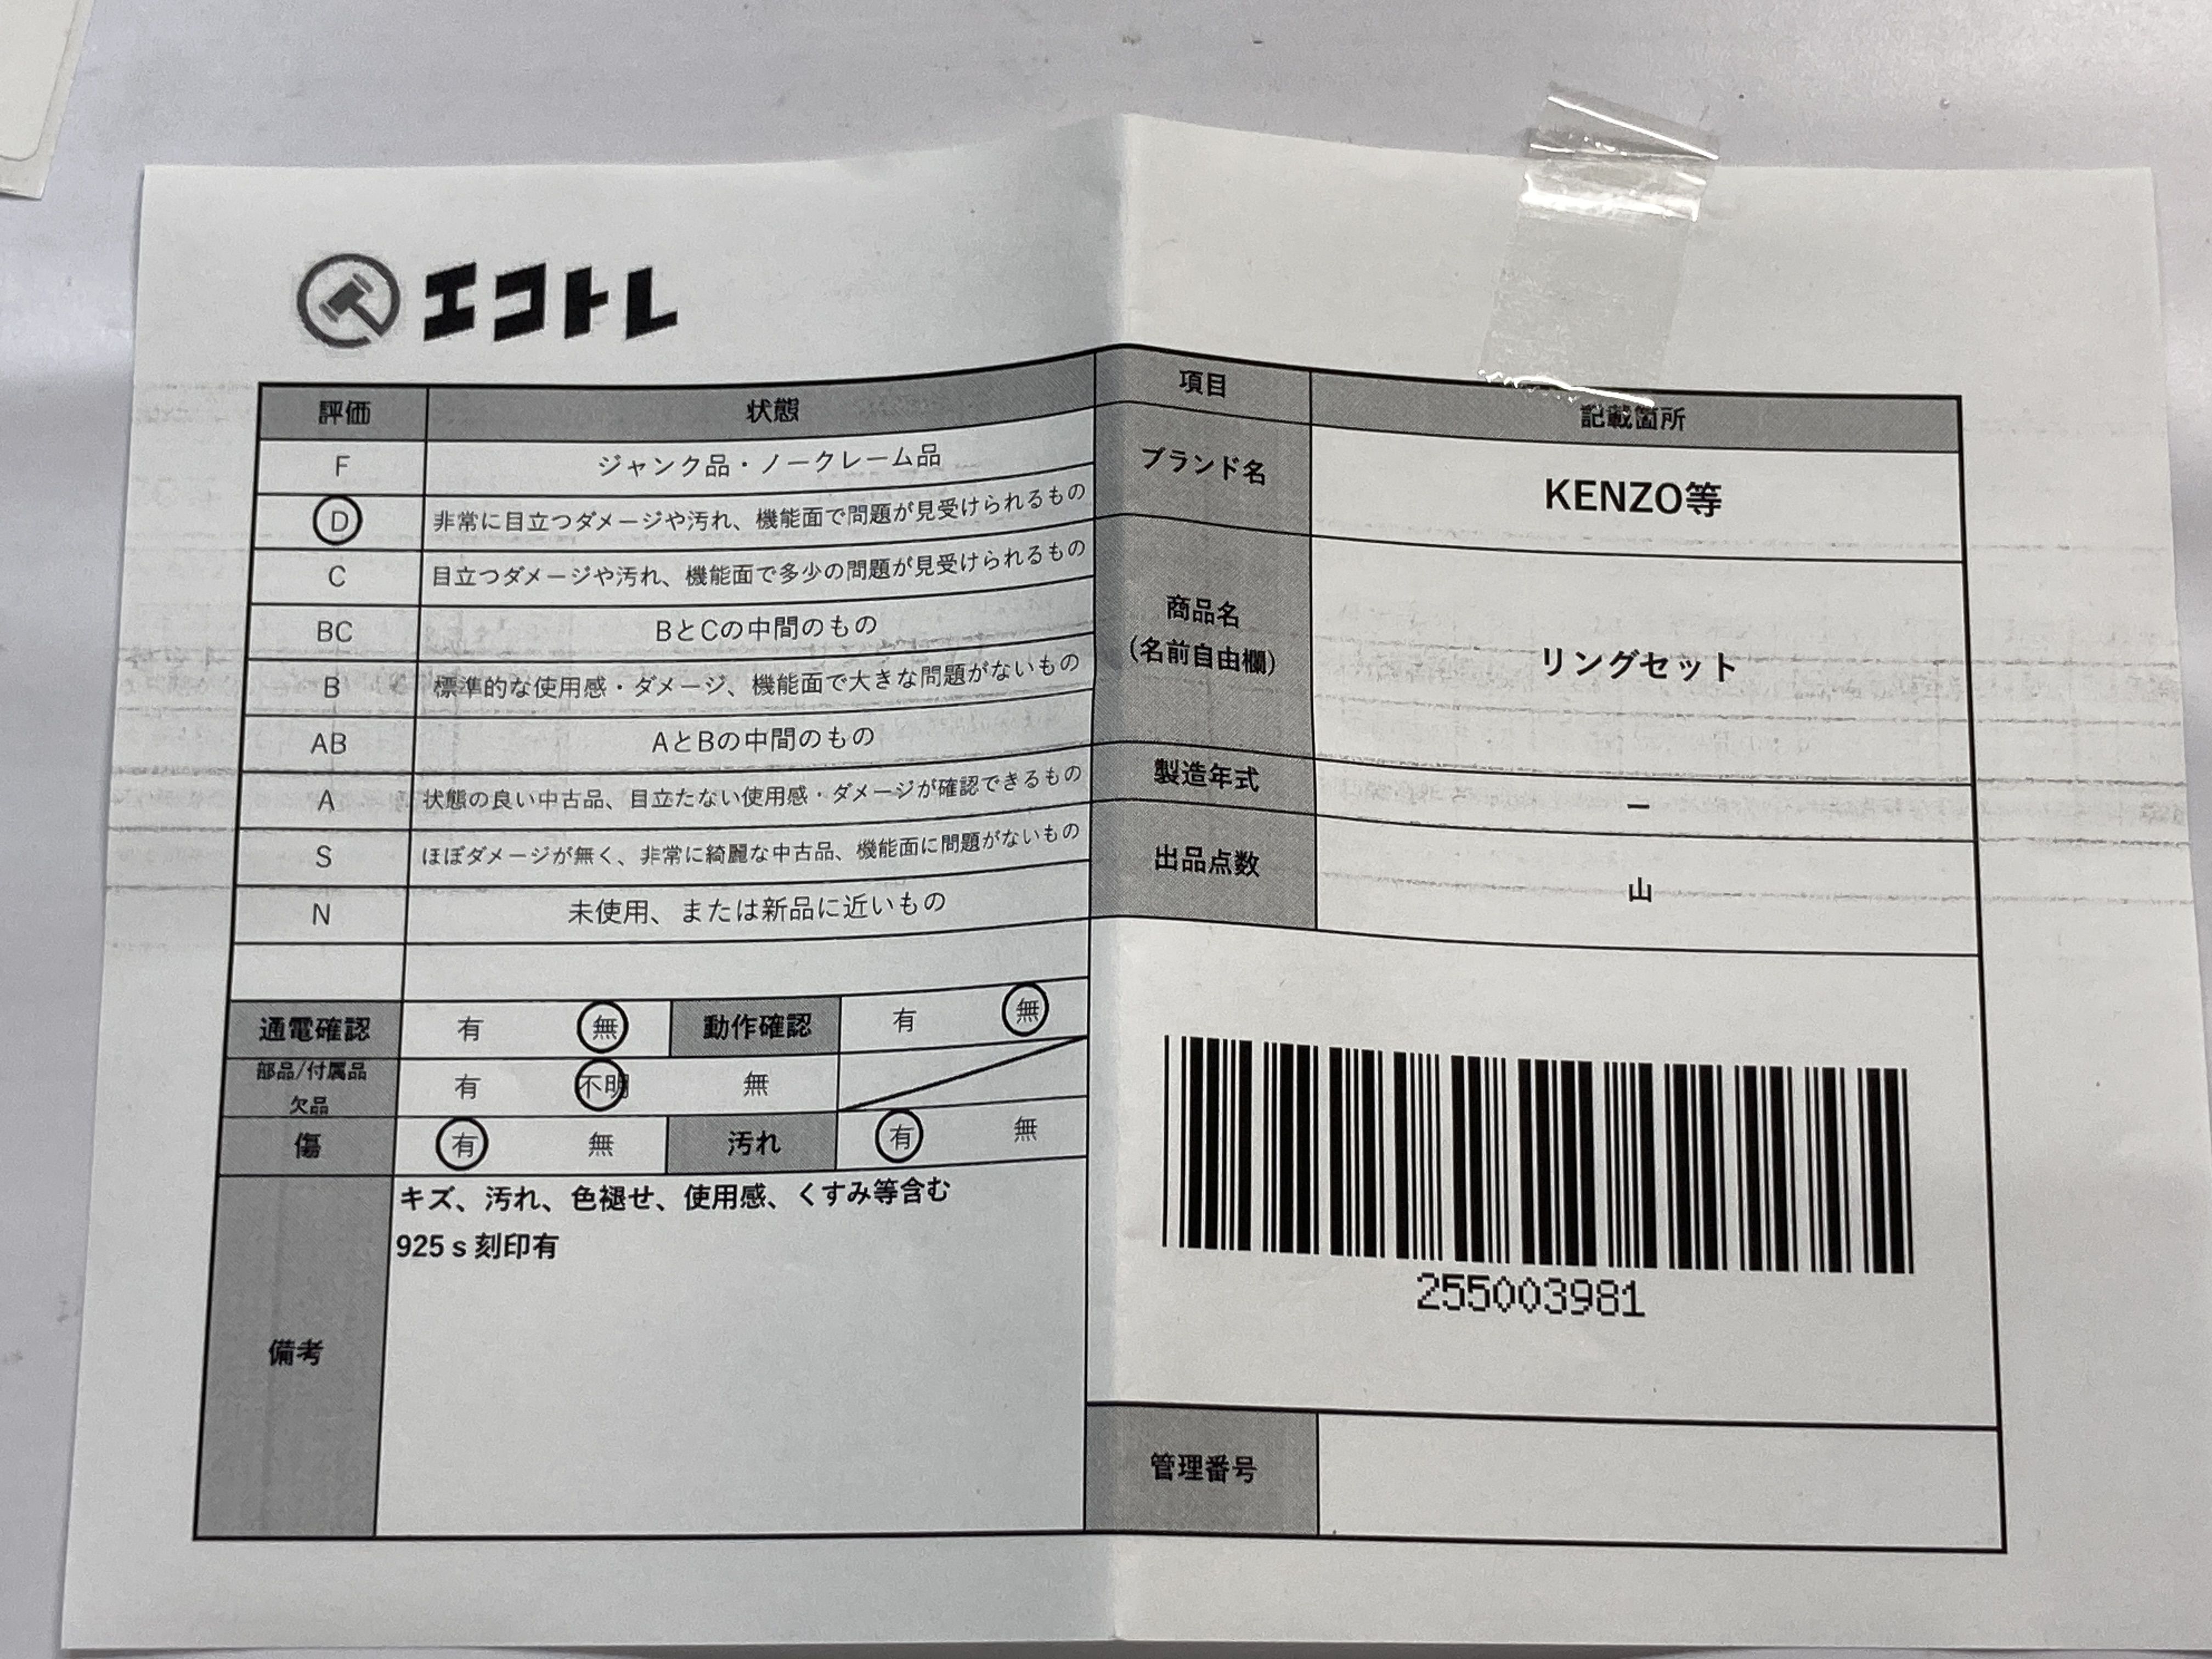 エコトレ
評価 状態
F ジャンク品・ノークレーム品
D 非常に目立つダメージや汚れ、機能面で問題が見受けられるもの
C 目立つダメージや汚れ、機能面で多少の問題が見受けられるもの
BC BとCの中間のもの
B 標準的な使用感・ダメージ、機能面で大きな問題がないもの
AB AとBの中間のもの
A 状態の良い中古品、目立たない使用感・ダメージが確認できるもの
S ほぼダメージが無く、非常に綺麗な中古品、機能面に問題がないもの
N 未使用、または新品に近いもの
通電確認 有 無 動作確認 有 無
部品/付属品
欠品 有 不明 無
傷 有 無 汚れ 有 無
備考
キズ、汚れ、色褪せ、使用感、くすみ等含む
925 s 刻印有
項目 記載箇所
ブランド名 KENZO等
商品名
(名前自由欄)
リングセット
製造年式 ー
出品点数 山
255003981
管理番号